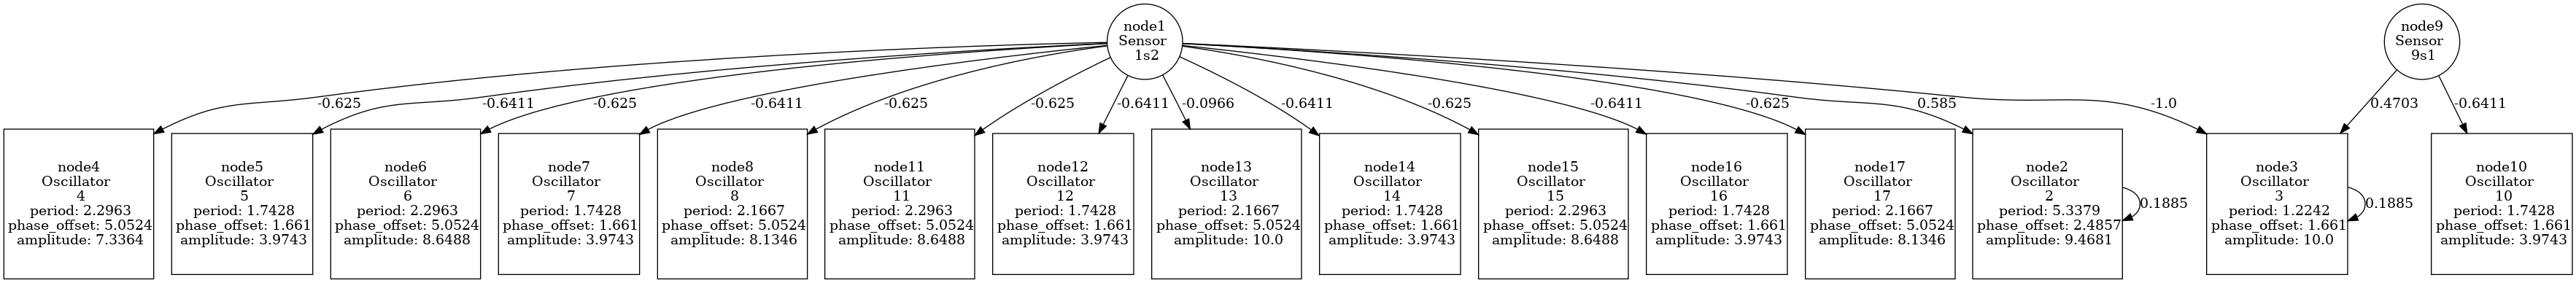 node1
Sensor
1s2
node9
Sensor
9s1
-0.625
-0.6411
-0.625
-0.6411
-0.625
-0.625
-0.6411
-0.0966
-0.6411
-0.625
-0.6411
-0.625
0.585
-1.0
0.4703
-0.6411
node4
Oscillator
4
period: 2.2963
phase_offset: 5.0524
amplitude: 7.3364
node5
Oscillator
5
period: 1.7428
phase_offset: 1.661
amplitude: 3.9743
node6
Oscillator
6
period: 2.2963
phase_offset: 5.0524
amplitude: 8.6488
node7
Oscillator
7
period: 1.7428
phase_offset: 1.661
amplitude: 3.9743
node8
Oscillator
8
period: 2.1667
phase_offset: 5.0524
amplitude: 8.1346
node11
Oscillator
11
period: 2.2963
phase_offset: 5.0524
amplitude: 8.6488
node12
Oscillator
12
period: 1.7428
phase_offset: 1.661
amplitude: 3.9743
node13
Oscillator
13
period: 2.1667
phase_offset: 5.0524
amplitude: 10.0
node14
Oscillator
14
period: 1.7428
phase_offset: 1.661
amplitude: 3.9743
node15
Oscillator
15
period: 2.2963
phase_offset: 5.0524
amplitude: 8.6488
node16
Oscillator
16
period: 1.7428
phase_offset: 1.661
amplitude: 3.9743
node17
Oscillator
17
period: 2.1667
phase_offset: 5.0524
amplitude: 8.1346
node2
Oscillator
2
period: 5.3379
phase_offset: 2.4857
amplitude: 9.4681
0.1885
node3
Oscillator
3
period: 1.2242
phase_offset: 1.661
amplitude: 10.0
0.1885
node10
Oscillator
10
period: 1.7428
phase_offset: 1.661
amplitude: 3.9743